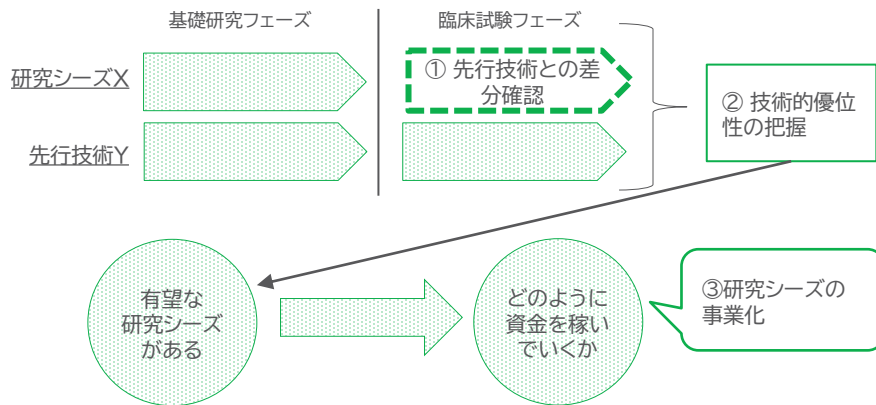 基礎研究フェーズ
臨床試験フェーズ
研究シーズX
① 先行技術との差
分確認
② 技術的優位
性の把握
先行技術Y
有望な
研究シーズ
がある
どのように
資金を稼い
でいくか
③研究シーズの
事業化